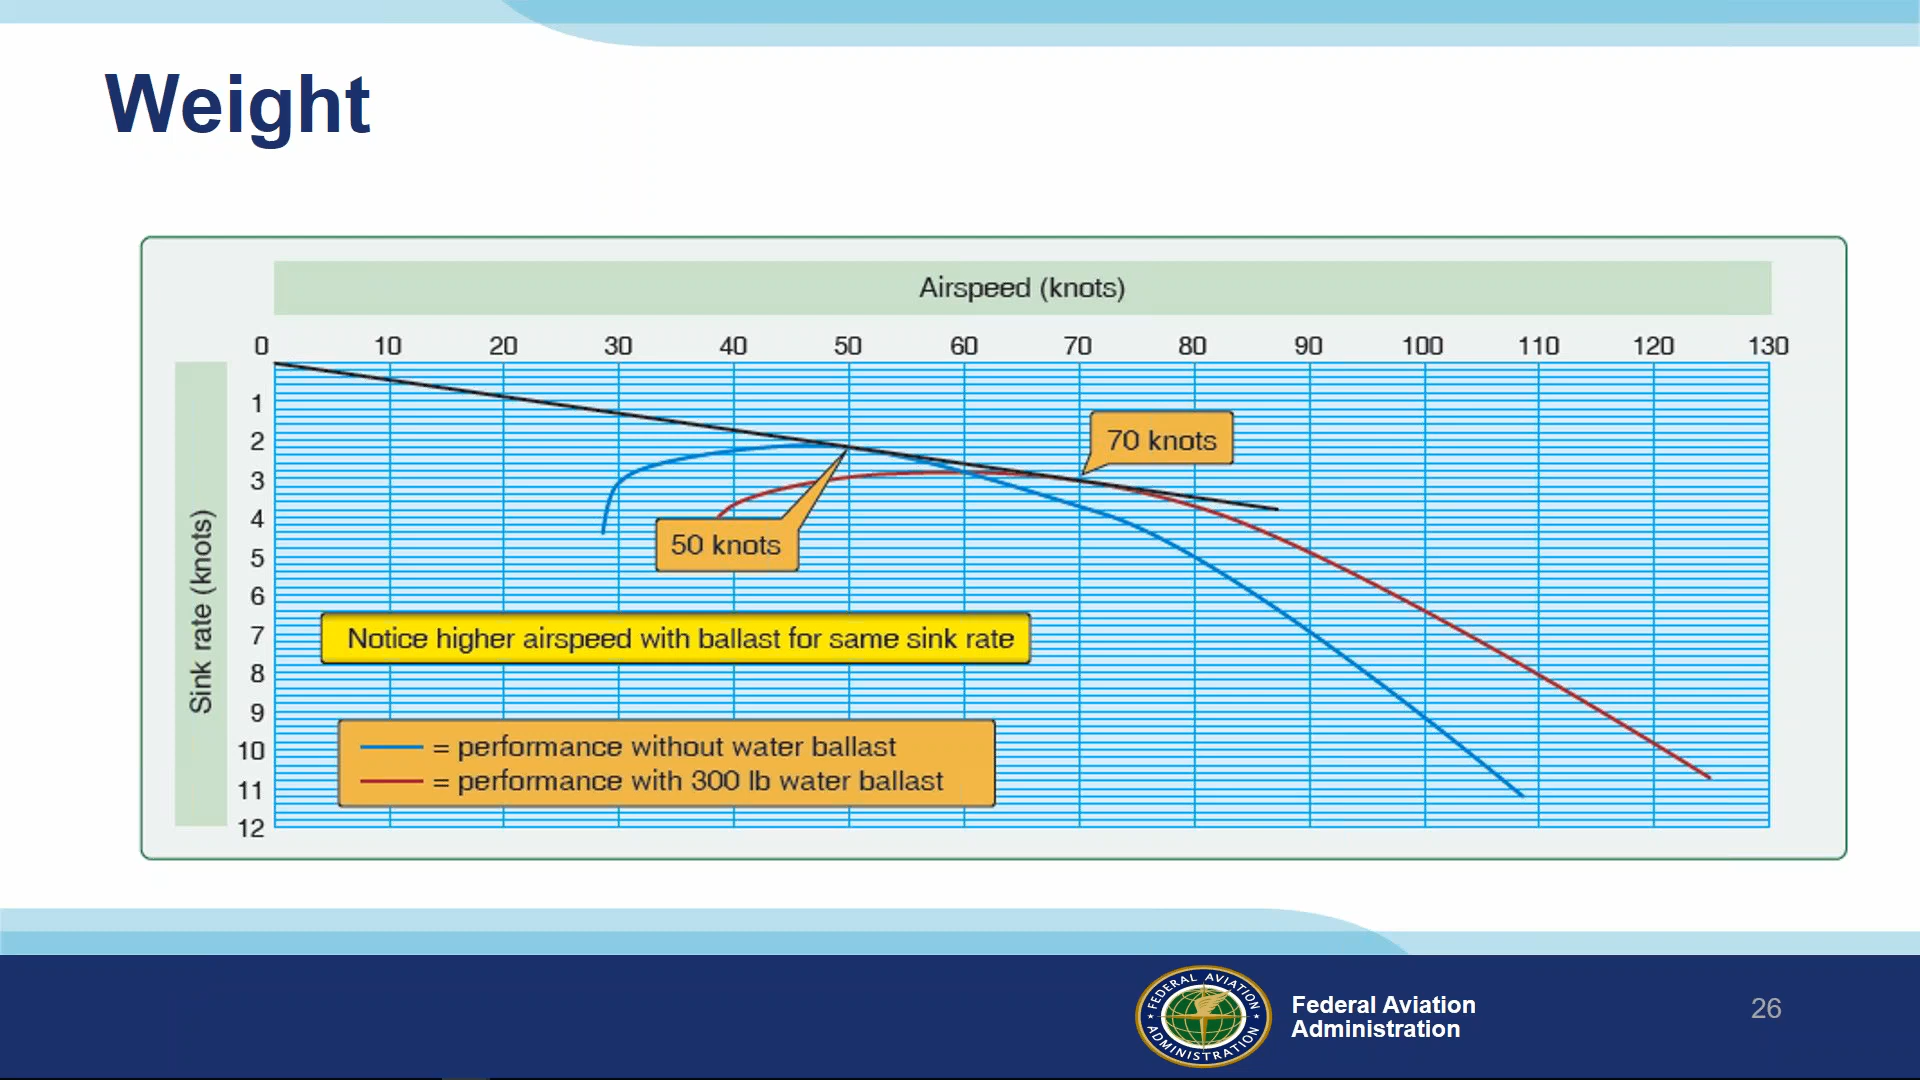 Weight
Airspeed (knots)
0 10 20 30 40 50 60 70 80 90 100 110 120 130
Sink rate (knots)
1
2
3
4
5
6
7
8
9
10
11
12
70 knots
50 knots
Notice higher airspeed with ballast for same sink rate
= performance without water ballast
= performance with 300 lb water ballast
FEDERAL AVIATION
ADMINISTRATION
Federal Aviation
Administration
26